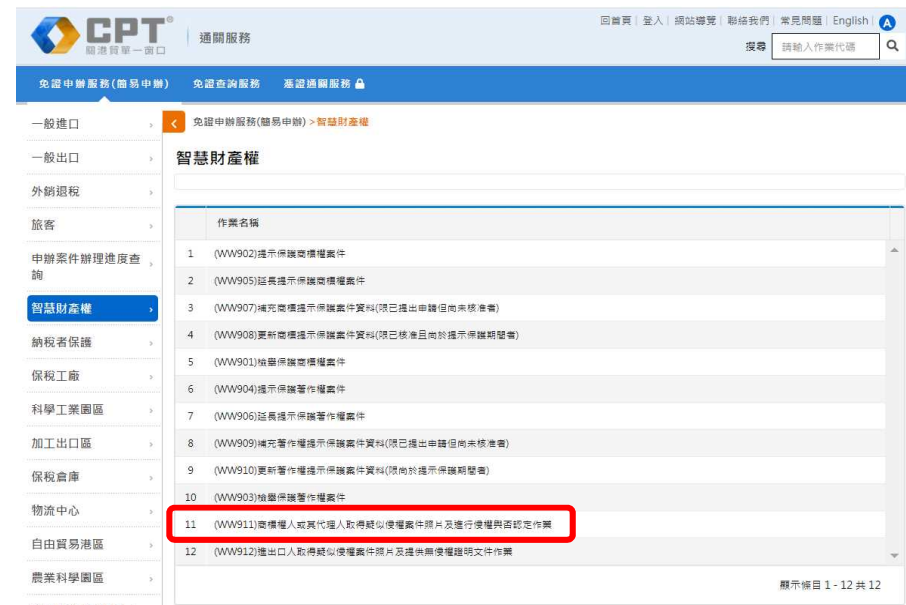 CPT®
關港貿單一窗口
通關服務
回首頁 | 登入 | 網站導覽 | 聯絡我們 | 常見問題 | English | A
搜尋 請輸入作業代碼
免證申辦服務(簡易申辦) 免證查詢服務 憑證通關服務
一般進口
一般出口
外銷退稅
旅客
申辦案件辦理進度查
詢
智慧財產權
納稅者保護
保稅工廠
科學工業園區
加工出口區
保稅倉庫
物流中心
自由貿易港區
農業科學園區
免證申辦服務(簡易申辦) > 智慧財產權
智慧財產權
作業名稱
1 (WW902)提示保護商標權案件
2 (WW905)延長提示保護商標權案件
3 (WW907)補充商標提示保護案件資料(限已提出申請但尚未核准者)
4 (WW908)更新商標提示保護案件資料(限已核准且尚於提示保護期間者)
5 (WW901)檢舉保護商標權案件
6 (WW904)提示保護著作權案件
7 (WW906)延長提示保護著作權案件
8 (WW909)補充著作權提示保護案件資料(限已提出申請但尚未核准者)
9 (WW910)更新著作權提示保護案件資料(限尚於提示保護期間者)
10 (WW903)檢舉保護著作權案件
11 (WW911)商標權人或其代理人取得疑似侵權案件照片及進行侵權與否認定作業
12 (WW912)進出口人取得疑似侵權案件照片及提供無侵權證明文件作業
顯示條目 1 - 12 共 12